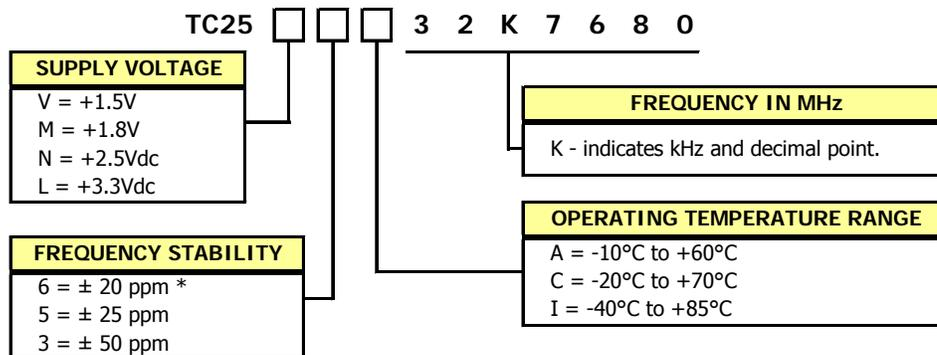 TC25 3 2 K 7 6 8 0
SUPPLY VOLTAGE
V = +1.5V
M = +1.8V
N = +2.5Vdc
L = +3.3Vdc
FREQUENCY IN MHz
K - indicates kHz and decimal point.
FREQUENCY STABILITY
6 = ± 20 ppm *
5 = ± 25 ppm
3 = ± 50 ppm
OPERATING TEMPERATURE RANGE
A = -10°C to +60°C
C = -20°C to +70°C
I = -40°C to +85°C